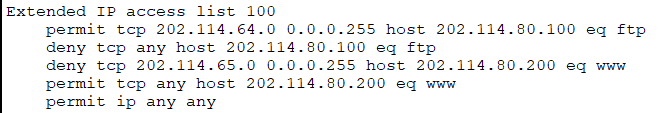 Extended IP access list 100
permit tcp 202.114.64.0 0.0.0.255 host 202.114.80.100 eq ftp
deny tcp any host 202.114.80.100 eq ftp
deny tcp 202.114.65.0 0.0.0.255 host 202.114.80.200 eq www
permit tcp any host 202.114.80.200 eq www
permit ip any any